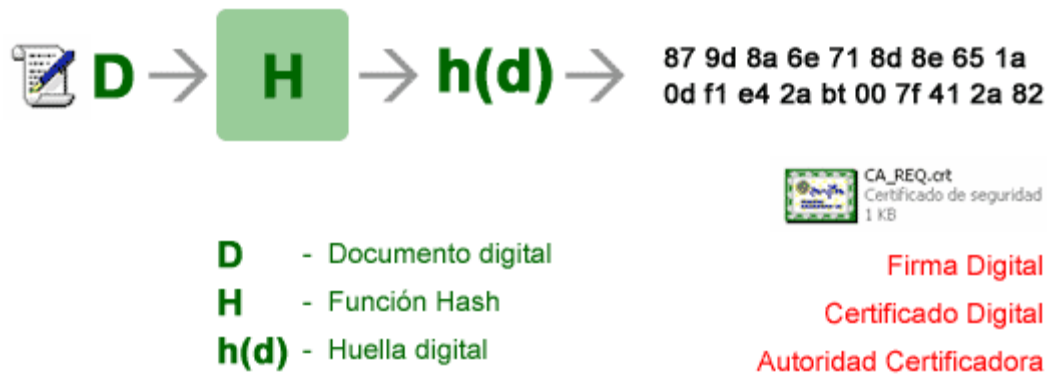 D → H → h(d) → 87 9d 8a 6e 71 8d 8e 65 1a
0d f1 e4 2a bt 00 7f 41 2a 82
CA_REQ.crt
Certificado de seguridad
1 KB
D - Documento digital
H - Función Hash
h(d) - Huella digital
Firma Digital
Certificado Digital
Autoridad Certificadora